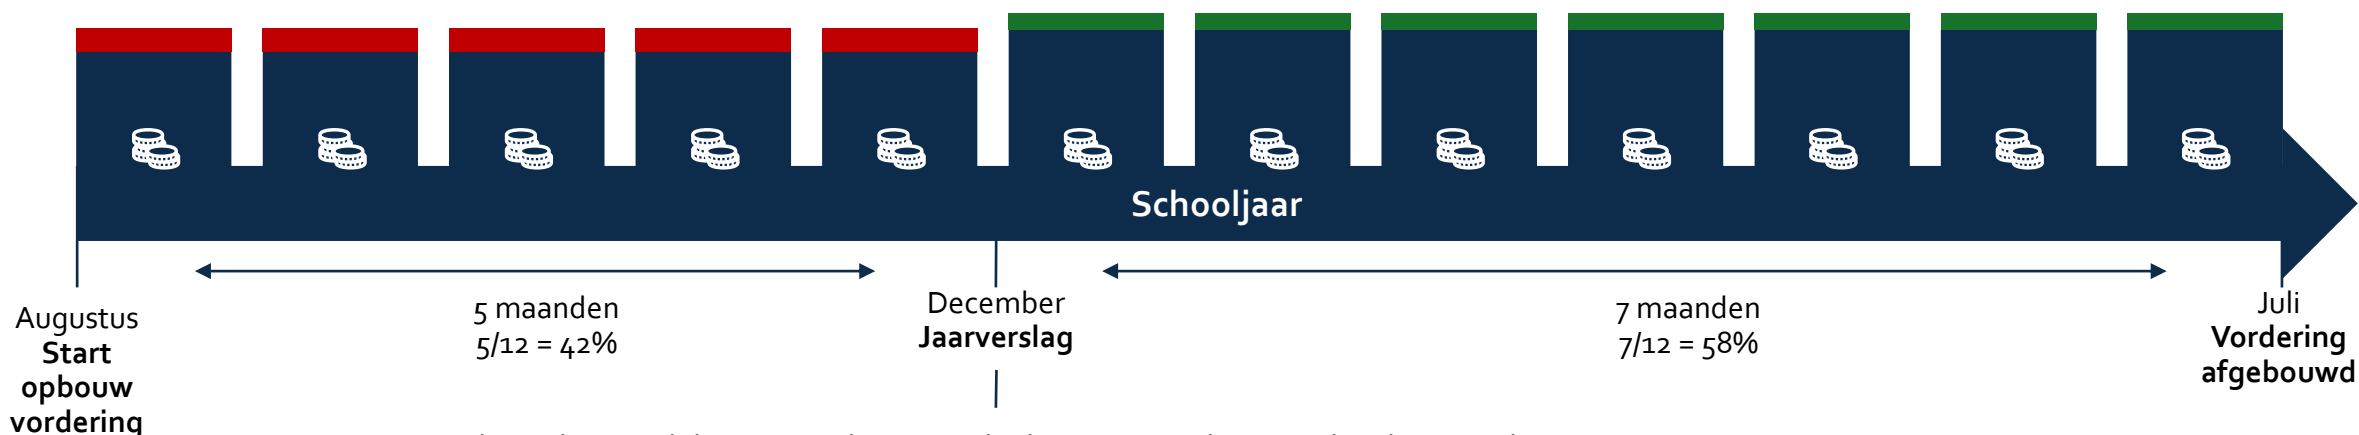 Schooljaar
Augustus
Start
opbouw
vordering
5 maanden
5/12 = 42%
December
Jaarverslag
7 maanden
7/12 = 58%
Juli
Vordering
afgebouwd